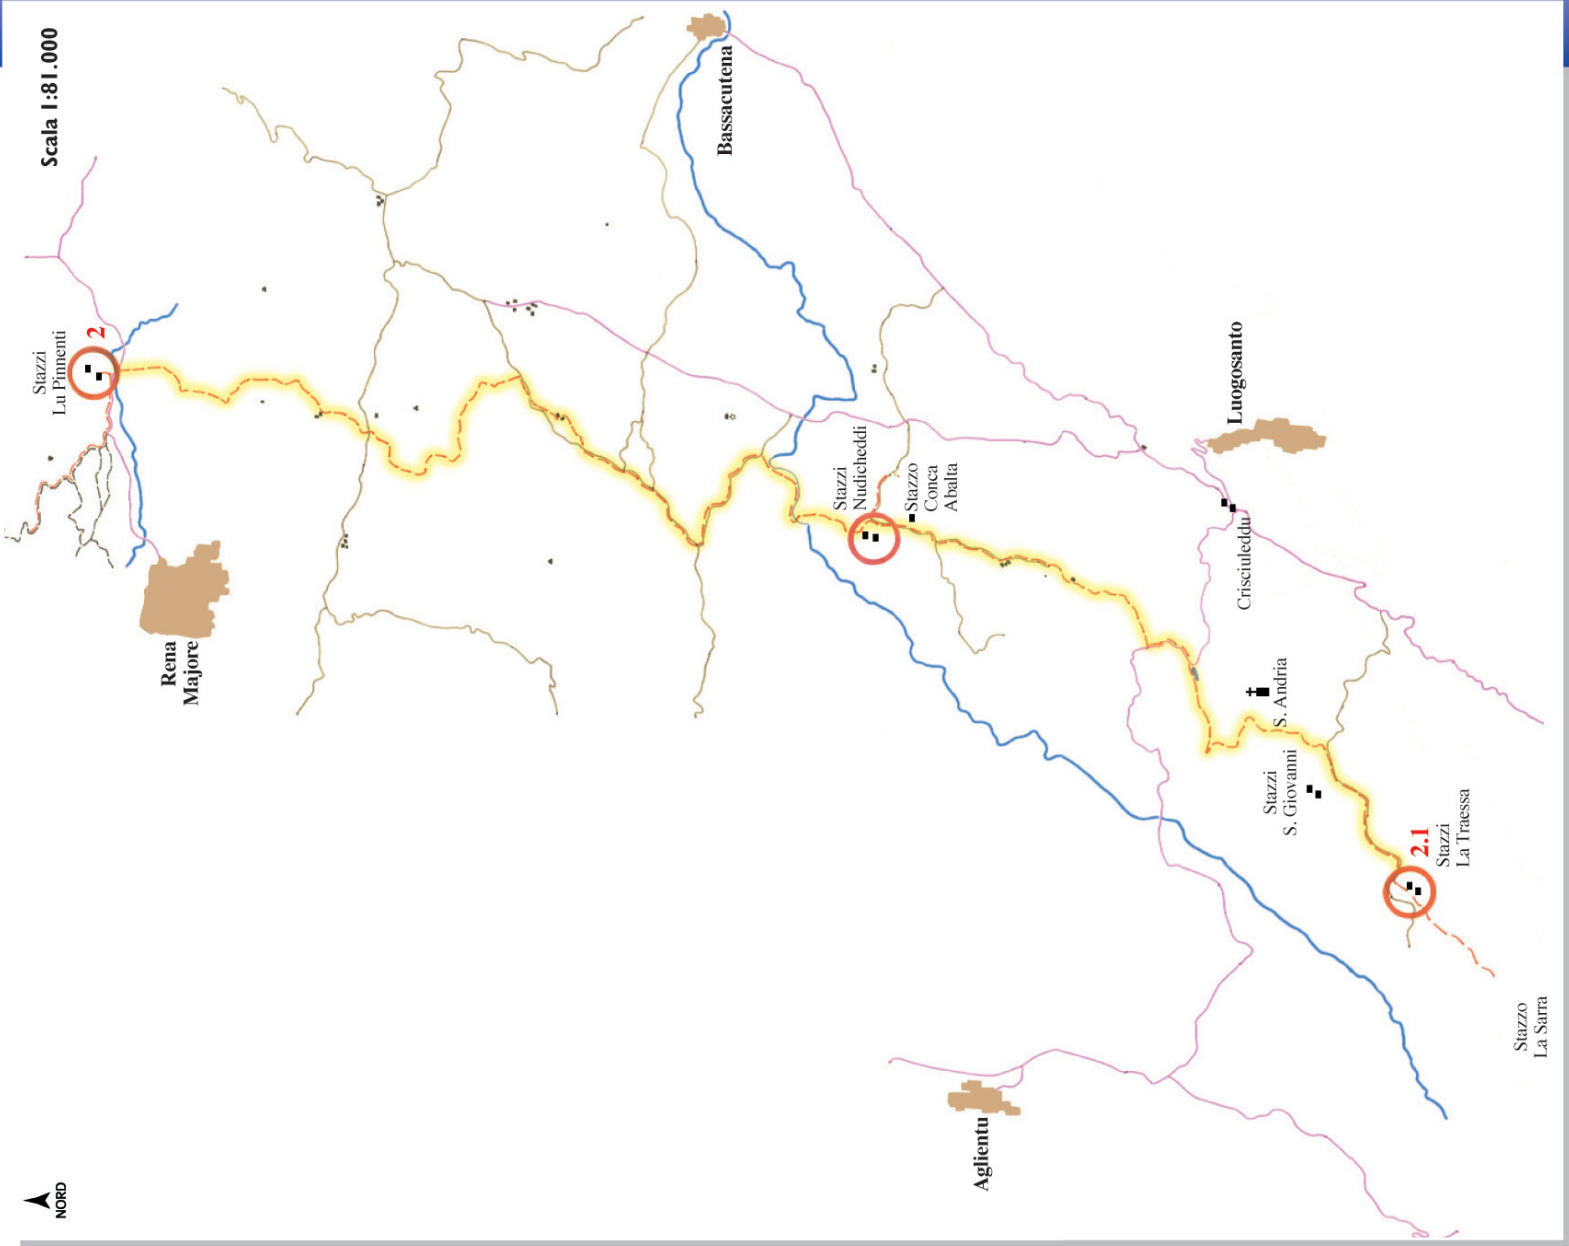 Scala 1:81.000
Stazzi
Lu Pinnenti
2
Bassacutena
Rena
Majore
Stazzi
Nudicheddi
Stazzo
Conca
Abalta
Luogosanto
Crisciuleddu
S. Andria
Stazzi
S. Giovanni
2.1
Stazzi
La Traessa
Stazzo
La Sarra
Aglientu
NORD